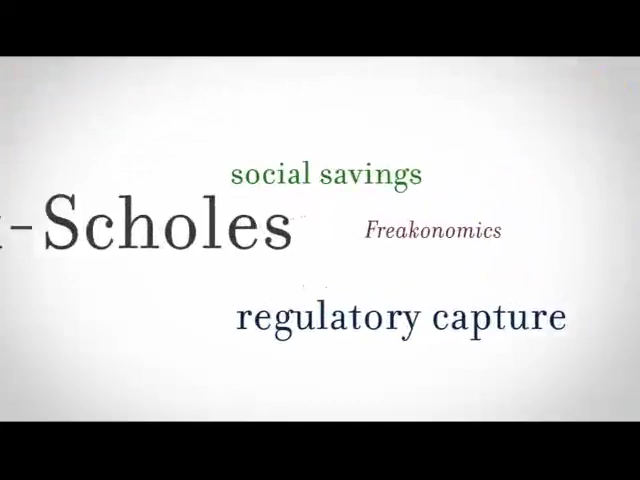 social savings
-Scholes
Freakonomics
regulatory capture